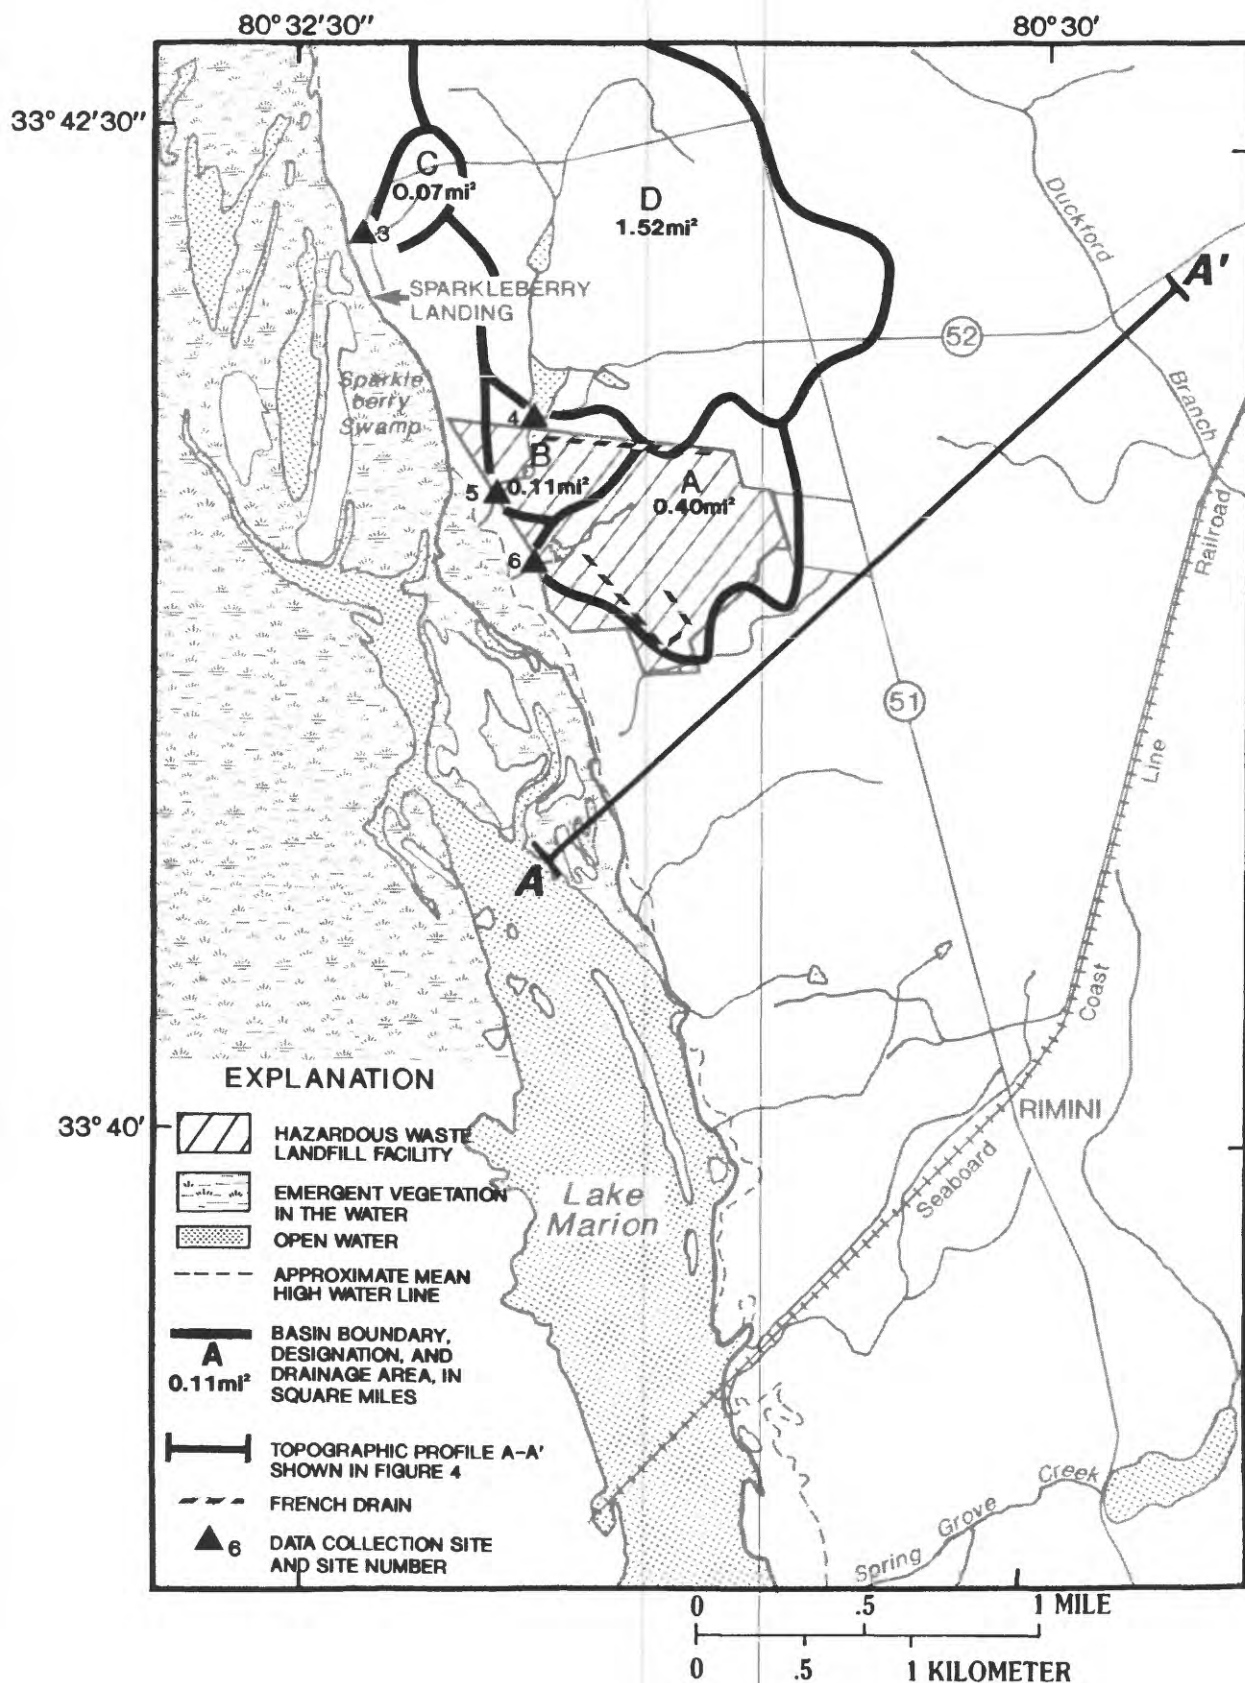 80°32'30"
80°30'
33°42'30"
C
0.07mi²
D
1.52mi²
Duckford
Branch
3
A'
SPARKLEBERRY
LANDING
52
Sparkle
berry
Swamp
4
B
0.11mi²
A
0.40mi²
5
6
Railroad
51
Line
A
Coast
EXPLANATION
33°40'
RIMINI
Seaboard
HAZARDOUS WASTE
LANDFILL FACILITY
EMERGENT VEGETATION
IN THE WATER
Lake
Marion
OPEN WATER
APPROXIMATE MEAN
HIGH WATER LINE
BASIN BOUNDARY,
DESIGNATION, AND
DRAINAGE AREA, IN
SQUARE MILES
A
0.11mi²
TOPOGRAPHIC PROFILE A-A'
SHOWN IN FIGURE 4
FRENCH DRAIN
6
DATA COLLECTION SITE
AND SITE NUMBER
Spring Grove Creek
0 .5 1 MILE
0 .5 1 KILOMETER